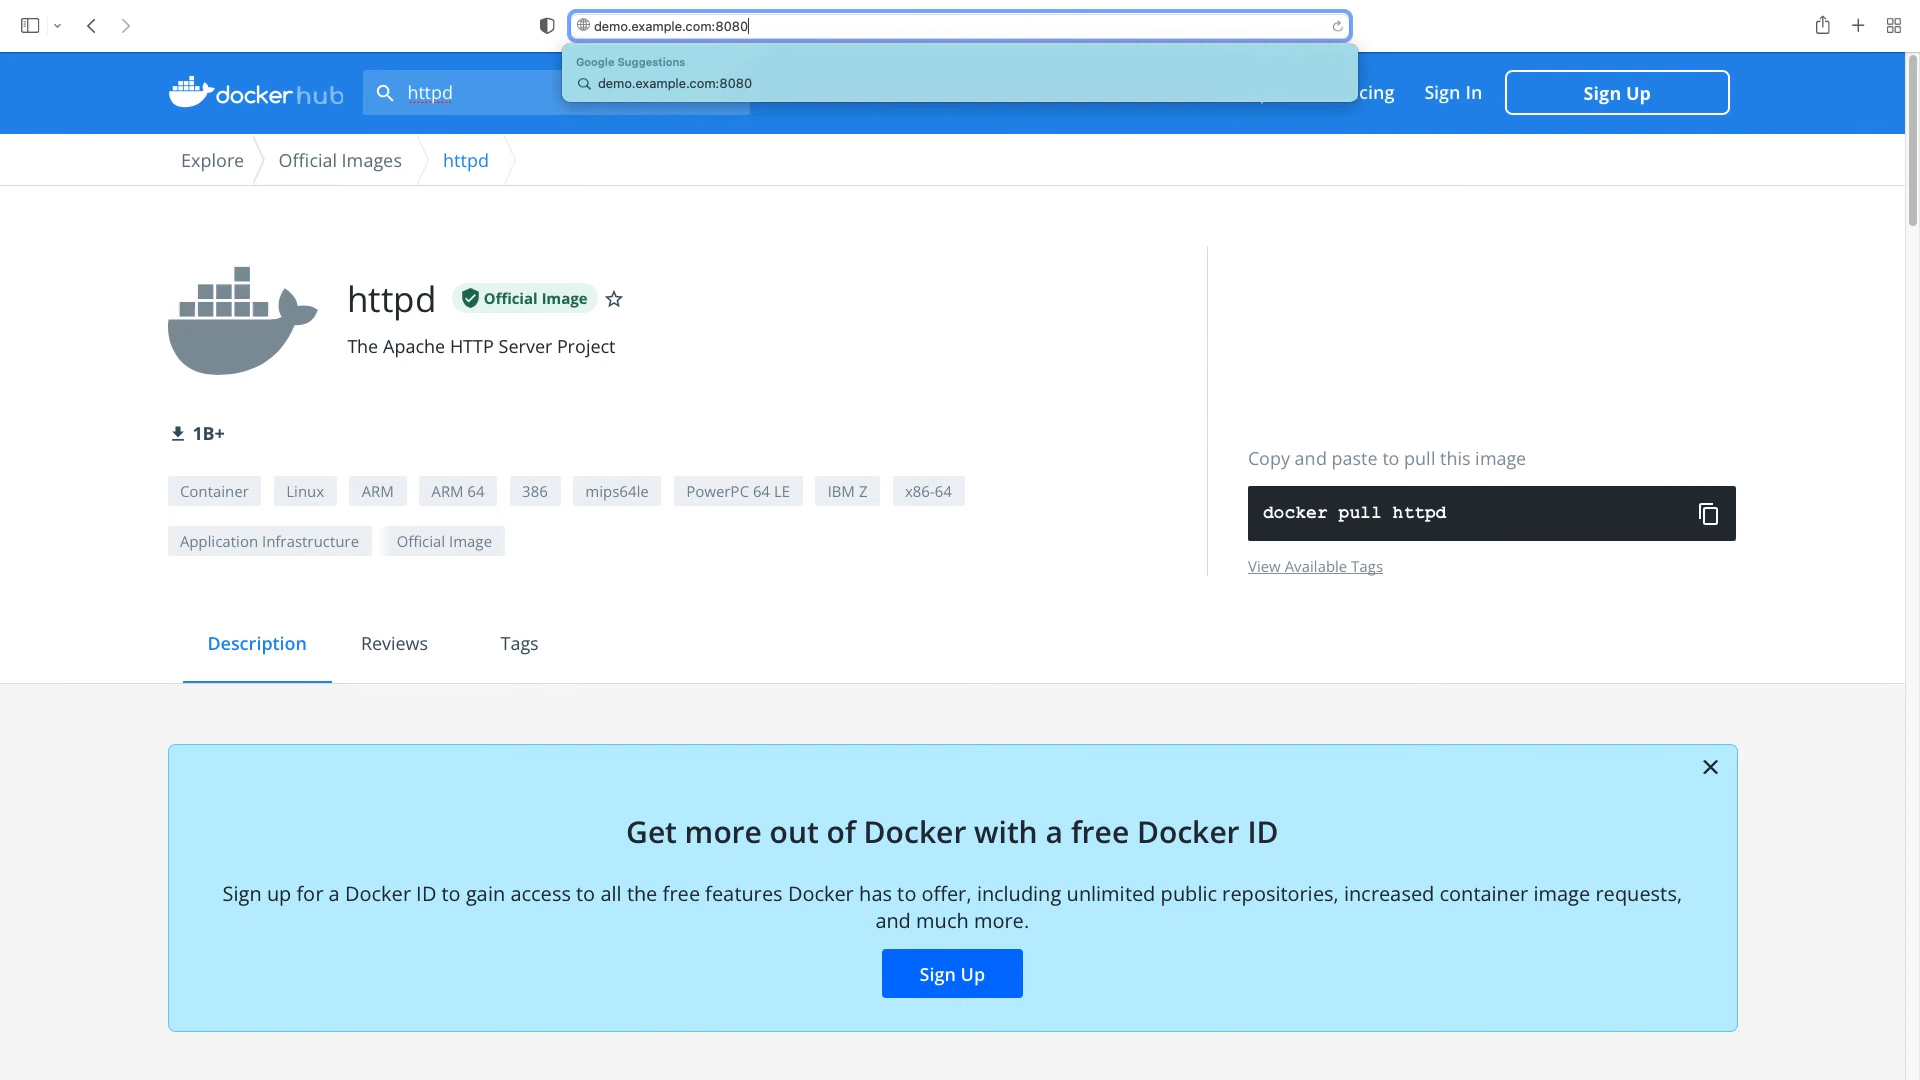 demo.example.com:8080
Google Suggestions
demo.example.com:8080
docker hub
httpd
cing
Sign In
Sign Up
Explore
Official Images
httpd
httpd
Official Image
The Apache HTTP Server Project
1B+
Container
Linux
ARM
ARM 64
386
mips64le
PowerPC 64 LE
IBM Z
x86-64
Application Infrastructure
Official Image
Copy and paste to pull this image
docker pull httpd
View Available Tags
Description
Reviews
Tags
Get more out of Docker with a free Docker ID
Sign up for a Docker ID to gain access to all the free features Docker has to offer, including unlimited public repositories, increased container image requests,
and much more.
Sign Up